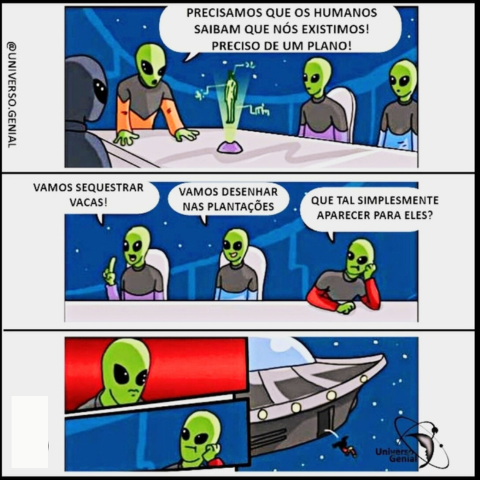 PRECISAMOS QUE OS HUMANOS
SAIBAM QUE NÓS EXISTIMOS!
PRECISO DE UM PLANO!
@UNIVERSO.GENIAL
VAMOS SEQUESTRAR
VACAS!
VAMOS DESENHAR
NAS PLANTAÇÕES
QUE TAL SIMPLESMENTE
APARECER PARA ELES?
Universo
Genial